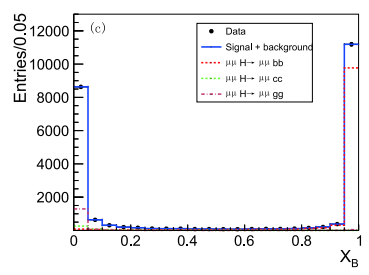 (c)
Data
Signal + background
μμ H→ μμ bb
μμ H→ μμ cc
μμ H→ μμ gg
Entries/0.05
12000
10000
8000
6000
4000
2000
0 0.2 0.4 0.6 0.8 1
X_B